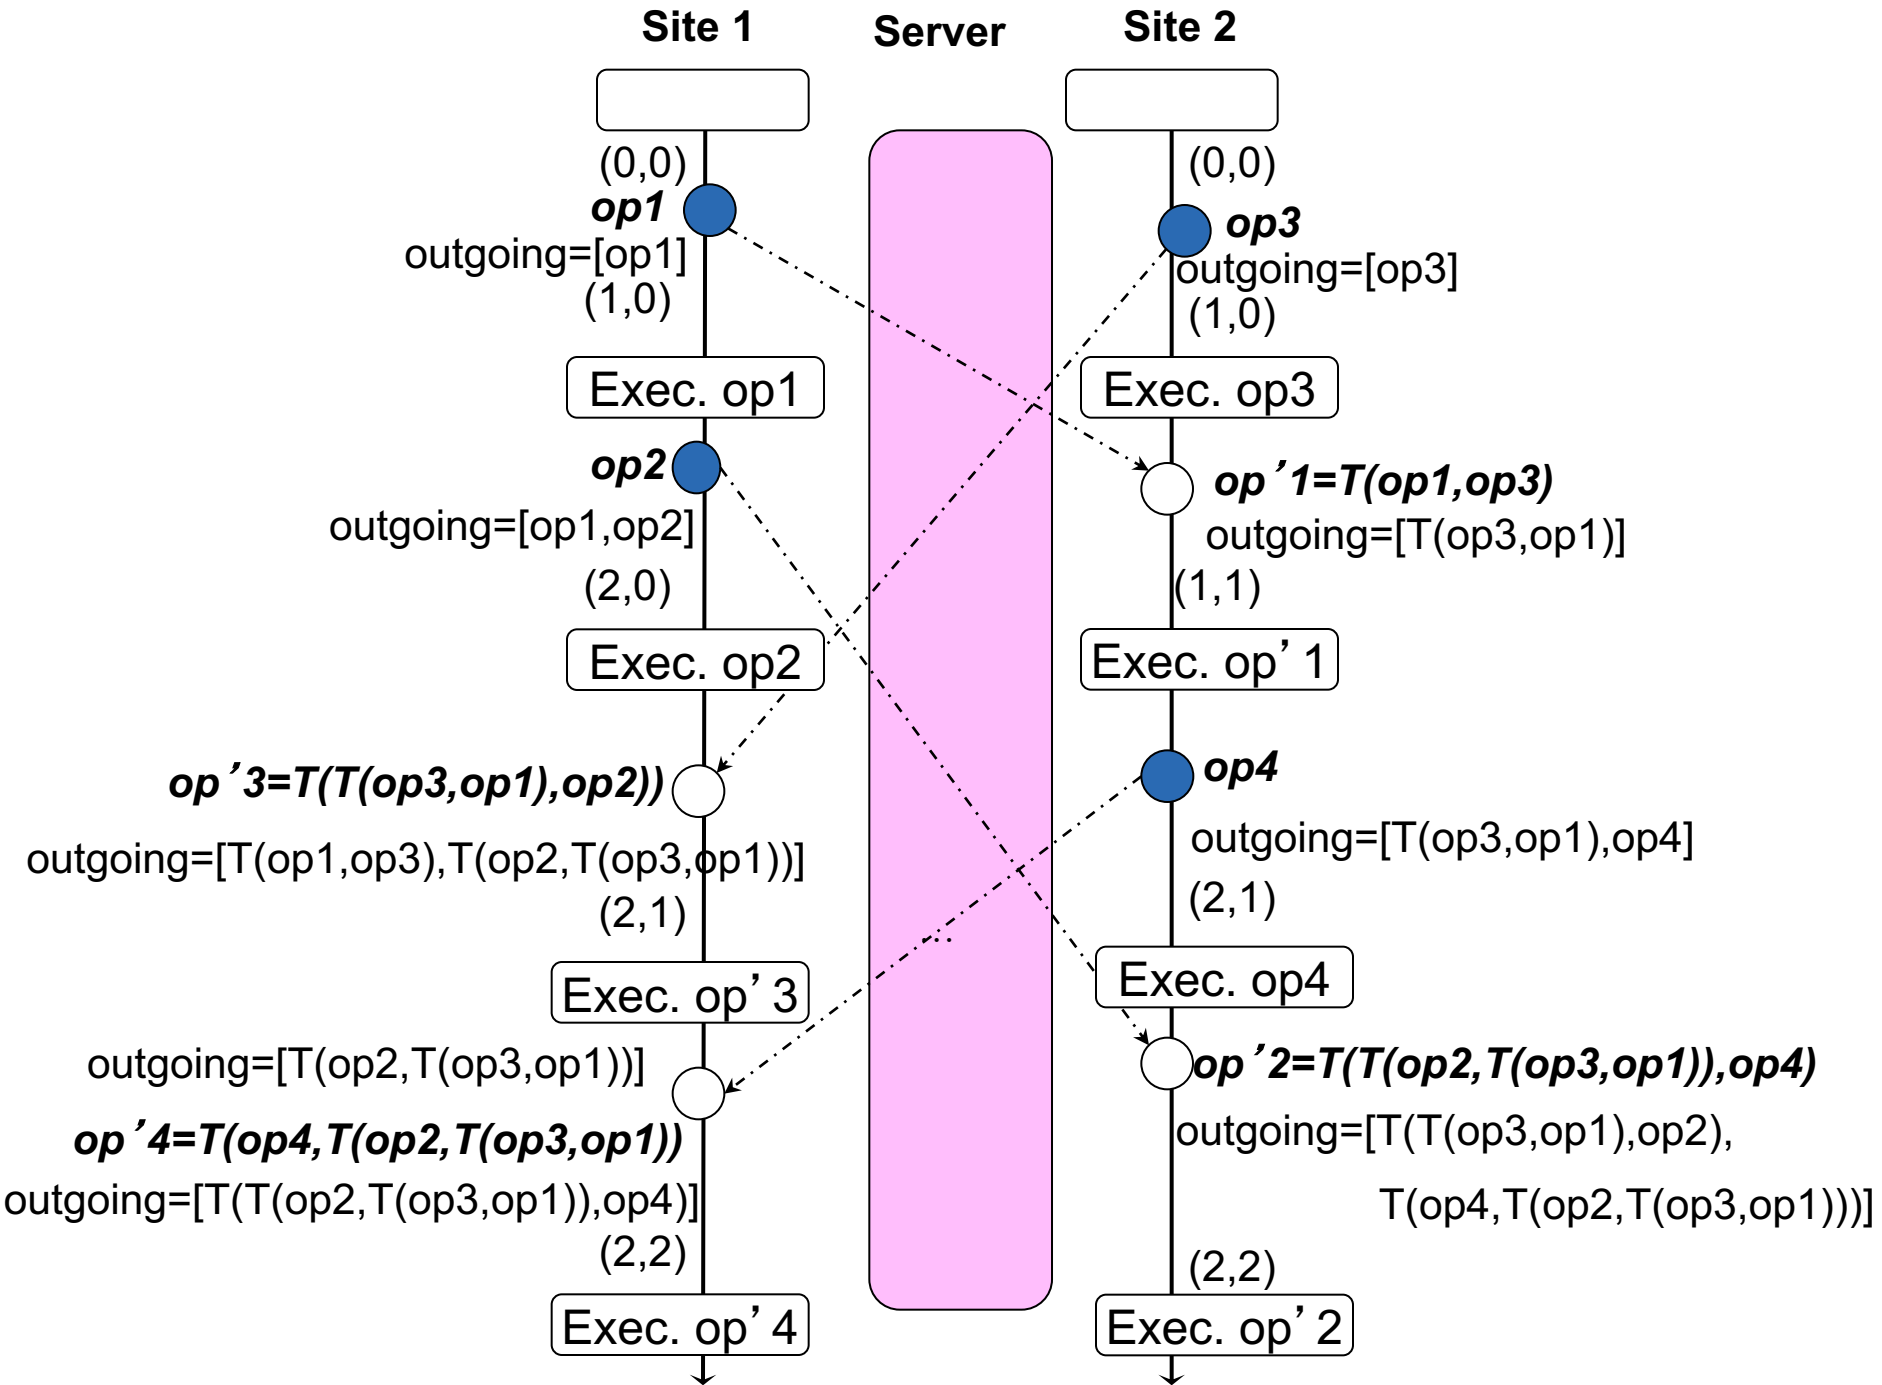 Site 1
Server
Site 2
(0,0)
(0,0)
op1
op3
outgoing=[op1]
outgoing=[op3]
(1,0)
(1,0)
Exec. op1
Exec. op3
op2
op´1=T(op1,op3)
outgoing=[op1,op2]
outgoing=[T(op3,op1)]
(2,0)
(1,1)
Exec. op2
Exec. op’ 1
op´3=T(T(op3,op1),op2))
op4
outgoing=[T(op1,op3),T(op2,T(op3,op1))]
outgoing=[T(op3,op1),op4]
(2,1)
(2,1)
...
Exec. op’ 3
Exec. op4
outgoing=[T(op2,T(op3,op1))]
op´2=T(T(op2,T(op3,op1)),op4)
op´4=T(op4,T(op2,T(op3,op1))
outgoing=[T(T(op3,op1),op2),
outgoing=[T(T(op2,T(op3,op1)),op4)]
T(op4,T(op2,T(op3,op1)))]
(2,2)
(2,2)
Exec. op’ 4
Exec. op’ 2